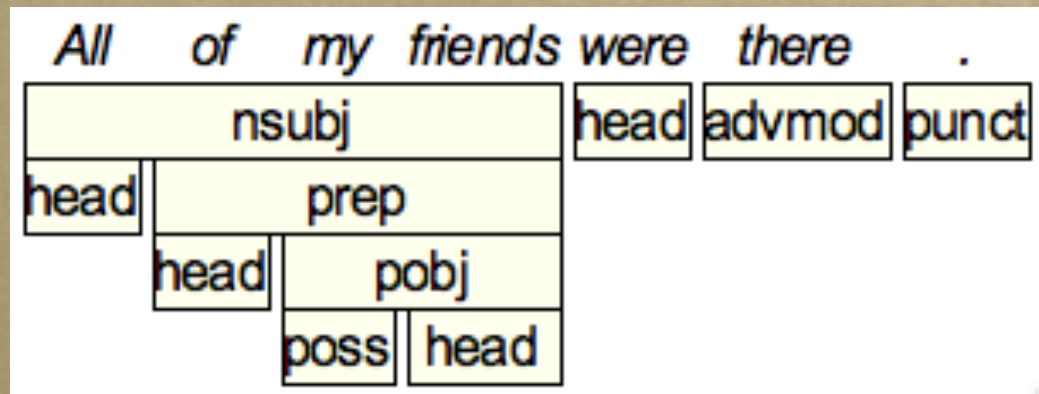 All of my friends were there .
nsubj head advmod punct
head prep
head pobj
poss head